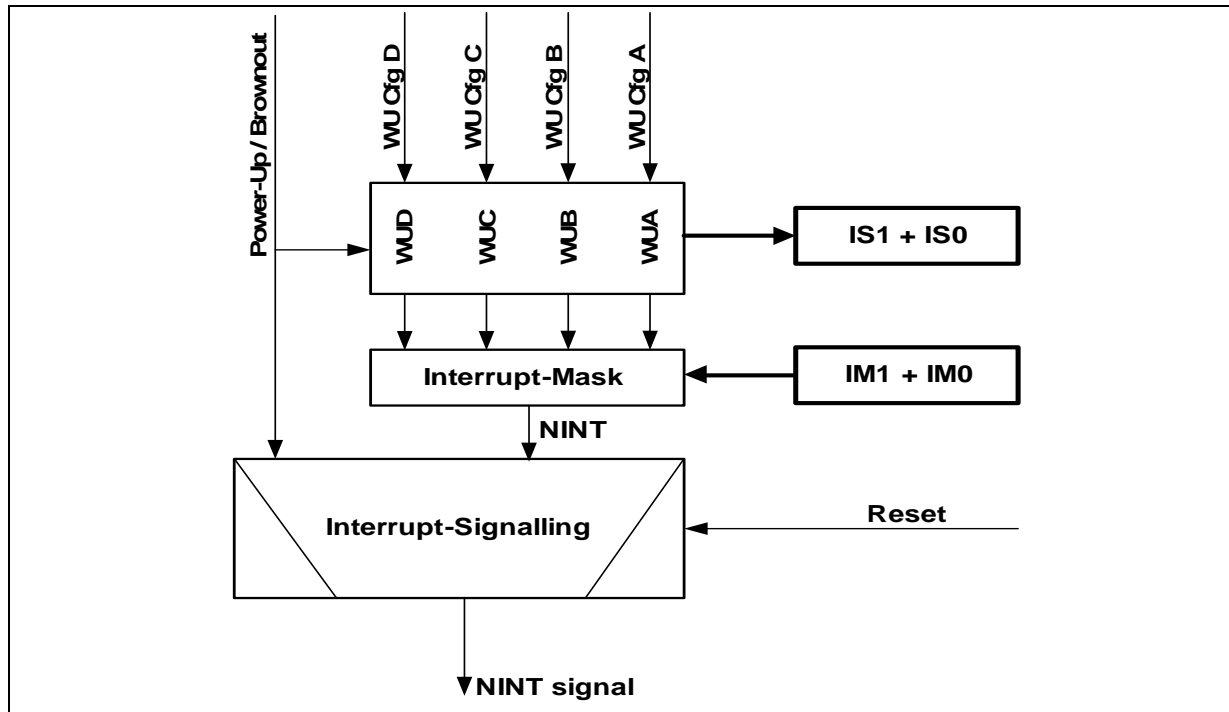 Power-Up / Brownout
WU Cfg D
WU Cfg C
WU Cfg B
WU Cfg A
WUD
WUC
WUB
WUA
IS1 + IS0
Interrupt-Mask
IM1 + IM0
NINT
Interrupt-Signalling
Reset
NINT signal